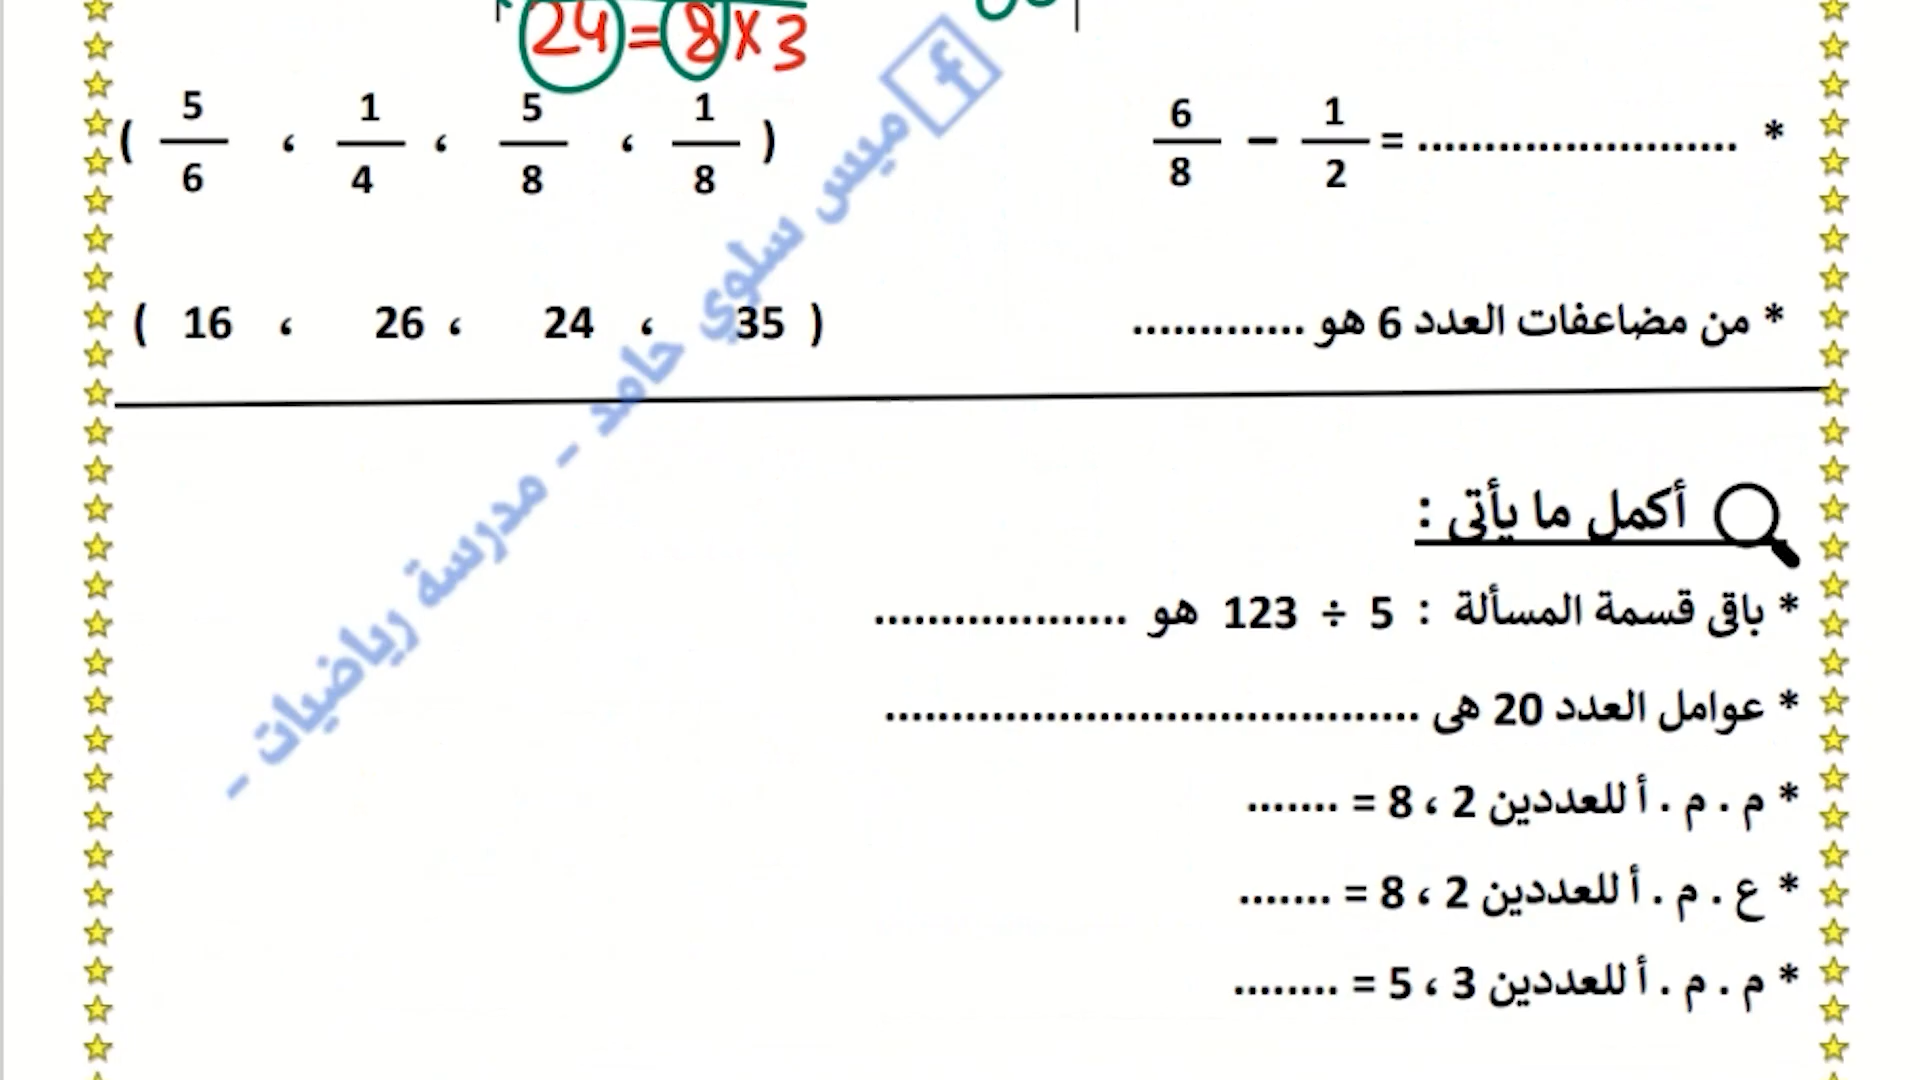 24 = 8 × 3
* ........................ = 6/8 − 1/2 ( 1/8 ، 5/8 ، 1/4 ، 5/6 )
* من مضاعفات العدد 6 هو ............. ( 35 ، 24 ، 26 ، 16 )
أكمل ما يأتى :
* باقى قسمة المسألة : 5 ÷ 123 هو ...................
* عوامل العدد 20 هى ........................................
* م . م . أ للعددين 2 ، 8 = .......
* ع . م . أ للعددين 2 ، 8 = .......
* م . م . أ للعددين 3 ، 5 = ........
f ميس سلوي حامد - مدرسة رياضيات -